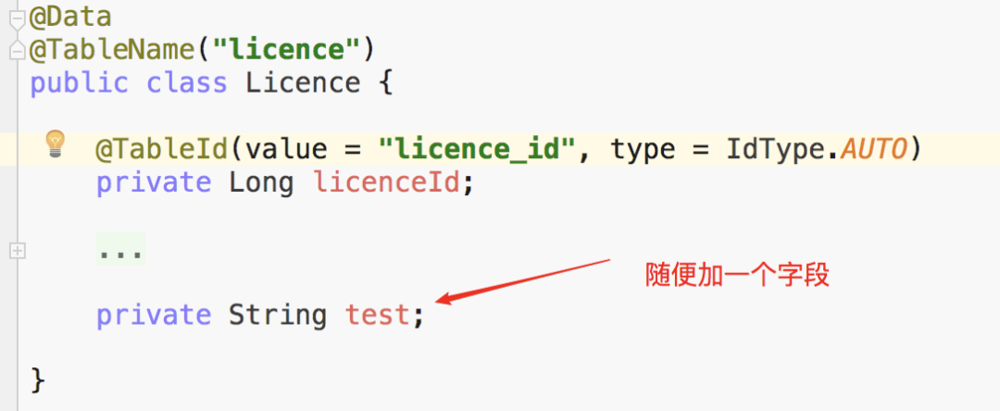 @Data
@TableName("licence")
public class Licence {
@TableId(value = "licence_id", type = IdType.AUTO)
private Long licenceId;
...
随便加一个字段
private String test;
}